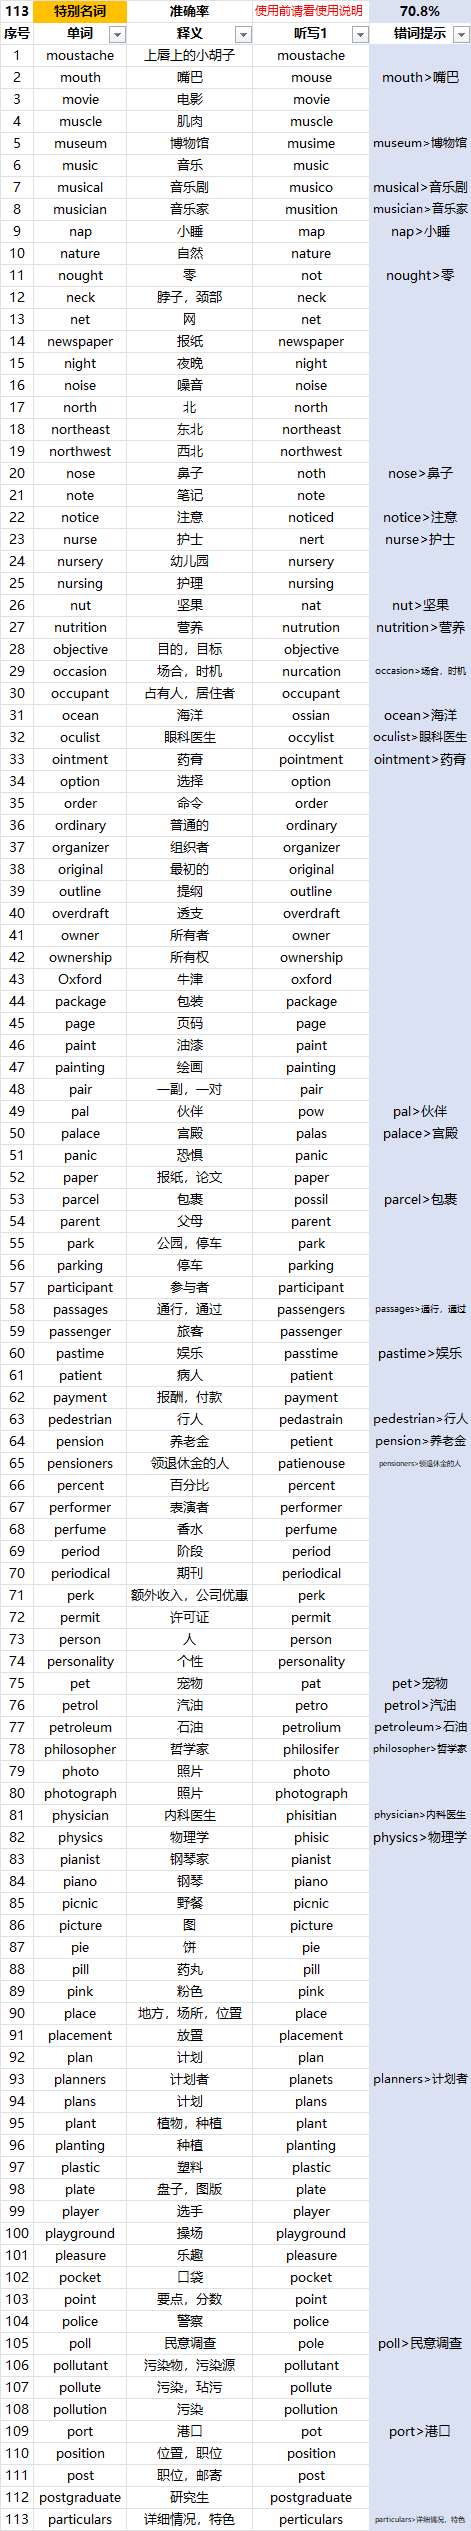 113 特别名词 准确率 使用前请看使用说明 70.8%
序号 单词 释义 听写1 错词提示
1 moustache 上唇上的小胡子 moustache
2 mouth 嘴巴 mouse mouth>嘴巴
3 movie 电影 movie
4 muscle 肌肉 muscle
5 museum 博物馆 musime museum>博物馆
6 music 音乐 music
7 musical 音乐剧 musico musical>音乐剧
8 musician 音乐家 musition musician>音乐家
9 nap 小睡 map nap>小睡
10 nature 自然 nature
11 nought 零 not nought>零
12 neck 脖子，颈部 neck
13 net 网 net
14 newspaper 报纸 newspaper
15 night 夜晚 night
16 noise 噪音 noise
17 north 北 north
18 northeast 东北 northeast
19 northwest 西北 northwest
20 nose 鼻子 noth nose>鼻子
21 note 笔记 note
22 notice 注意 noticed notice>注意
23 nurse 护士 nert nurse>护士
24 nursery 幼儿园 nursery
25 nursing 护理 nursing
26 nut 坚果 nat nut>坚果
27 nutrition 营养 nutrution nutrition>营养
28 objective 目的，目标 objective
29 occasion 场合，时机 nurcation occasion>场合，时机
30 occupant 占有人，居住者 occupant
31 ocean 海洋 ossian ocean>海洋
32 oculist 眼科医生 occylist oculist>眼科医生
33 ointment 药膏 pointment ointment>药膏
34 option 选择 option
35 order 命令 order
36 ordinary 普通的 ordinary
37 organizer 组织者 organizer
38 original 最初的 original
39 outline 提纲 outline
40 overdraft 透支 overdraft
41 owner 所有者 owner
42 ownership 所有权 ownership
43 Oxford 牛津 oxford
44 package 包装 package
45 page 页码 page
46 paint 油漆 paint
47 painting 绘画 painting
48 pair 一副，一对 pair
49 pal 伙伴 pow pal>伙伴
50 palace 宫殿 palas palace>宫殿
51 panic 恐惧 panic
52 paper 报纸，论文 paper
53 parcel 包裹 possil parcel>包裹
54 parent 父母 parent
55 park 公园，停车 park
56 parking 停车 parking
57 participant 参与者 participant
58 passages 通行，通过 passengers passages>通行，通过
59 passenger 旅客 passenger
60 pastime 娱乐 passtime pastime>娱乐
61 patient 病人 patient
62 payment 报酬，付款 payment
63 pedestrian 行人 pedastrain pedestrian>行人
64 pension 养老金 petient pension>养老金
65 pensioners 领退休金的人 patienouse pensioners>领退休金的人
66 percent 百分比 percent
67 performer 表演者 performer
68 perfume 香水 perfume
69 period 阶段 period
70 periodical 期刊 periodical
71 perk 额外收入，公司优惠 perk
72 permit 许可证 permit
73 person 人 person
74 personality 个性 personality
75 pet 宠物 pat pet>宠物
76 petrol 汽油 petro petrol>汽油
77 petroleum 石油 petrolium petroleum>石油
78 philosopher 哲学家 philosifer philosopher>哲学家
79 photo 照片 photo
80 photograph 照片 photograph
81 physician 内科医生 phisitian physician>内科医生
82 physics 物理学 phisic physics>物理学
83 pianist 钢琴家 pianist
84 piano 钢琴 piano
85 picnic 野餐 picnic
86 picture 图 picture
87 pie 饼 pie
88 pill 药丸 pill
89 pink 粉色 pink
90 place 地方，场所，位置 place
91 placement 放置 placement
92 plan 计划 plan
93 planners 计划者 planets planners>计划者
94 plans 计划 plans
95 plant 植物，种植 plant
96 planting 种植 planting
97 plastic 塑料 plastic
98 plate 盘子，图版 plate
99 player 选手 player
100 playground 操场 playground
101 pleasure 乐趣 pleasure
102 pocket 口袋 pocket
103 point 要点，分数 point
104 police 警察 police
105 poll 民意调查 pole poll>民意调查
106 pollutant 污染物，污染源 pollutant
107 pollute 污染，玷污 pollute
108 pollution 污染 pollution
109 port 港口 pot port>港口
110 position 位置，职位 position
111 post 职位，邮寄 post
112 postgraduate 研究生 postgraduate
113 particulars 详细情况，特色 perticulars particulars>详细情况，特色